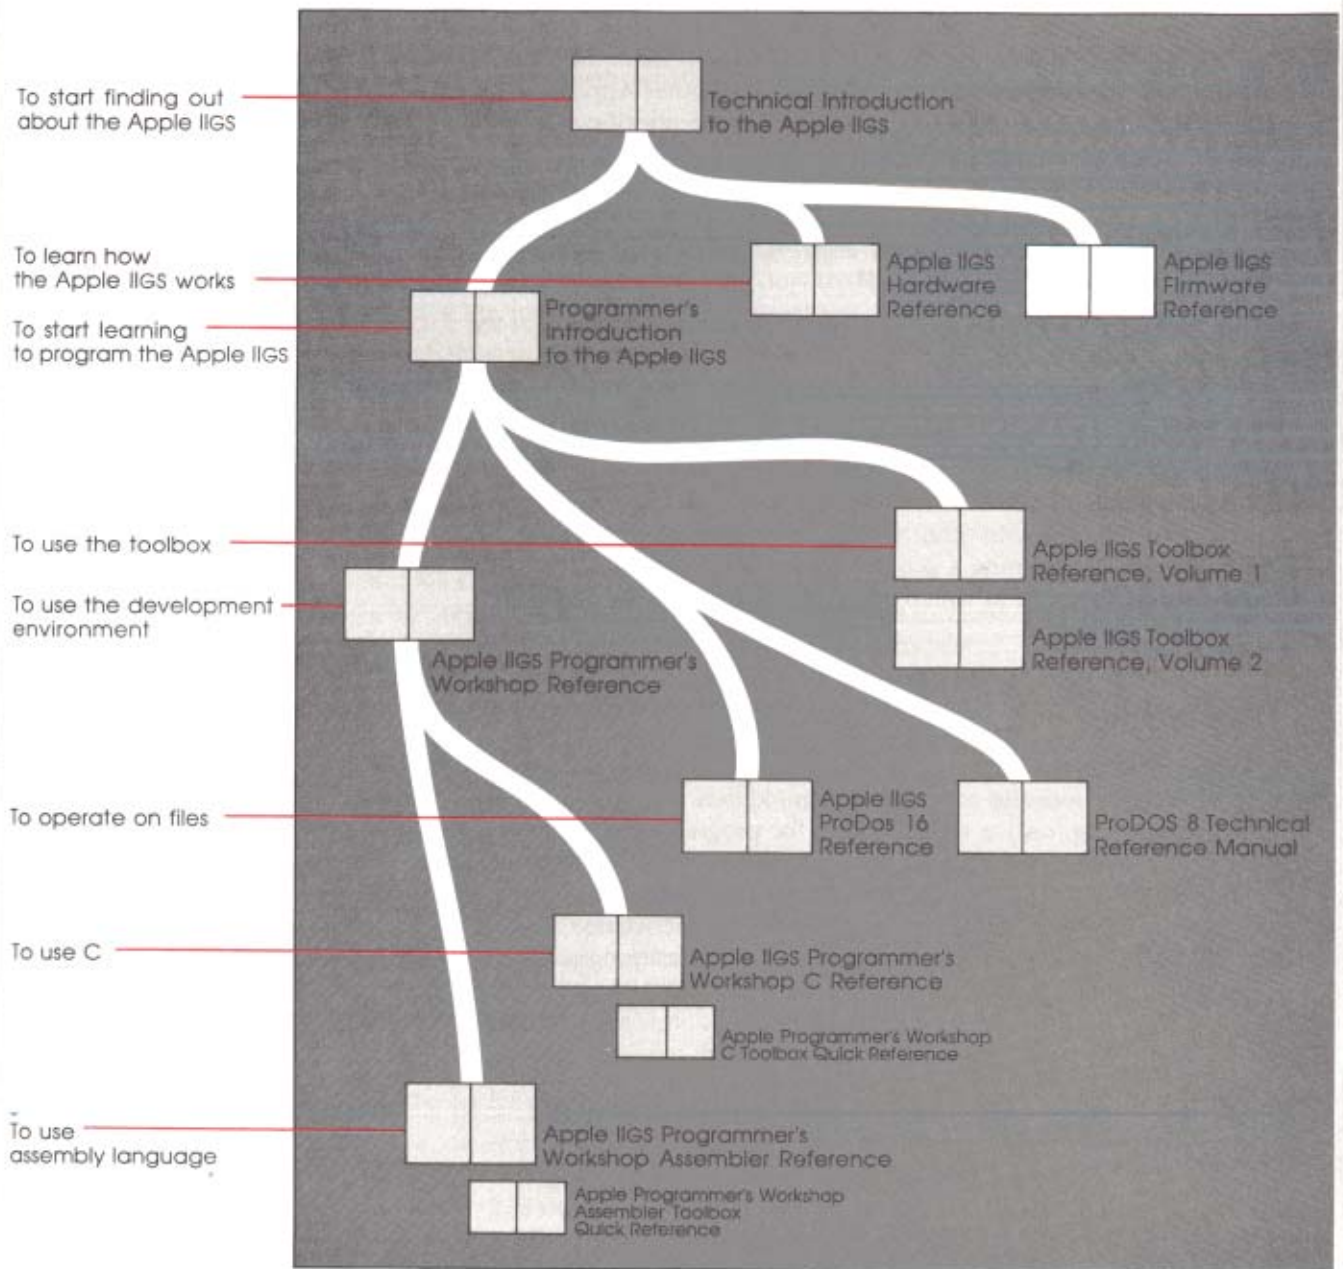 To start finding out
about the Apple IIGS
Technical Introduction
to the Apple IIGS
To learn how
the Apple IIGS works
Apple IIGS
Hardware
Reference
Apple IIGS
Firmware
Reference
To start learning
to program the Apple IIGS
Programmer's
Introduction
to the Apple IIGS
To use the toolbox
Apple IIGS Toolbox
Reference, Volume 1
To use the development
environment
Apple IIGS Toolbox
Reference, Volume 2
Apple IIGS Programmer's
Workshop Reference
To operate on files
Apple IIGS
ProDos 16
Reference
ProDOS 8 Technical
Reference Manual
To use C
Apple IIGS Programmer's
Workshop C Reference
Apple Programmer's Workshop
C Toolbox Quick Reference
To use
assembly language
Apple IIGS Programmer's
Workshop Assembler Reference
Apple Programmer's Workshop
Assembler Toolbox
Quick Reference